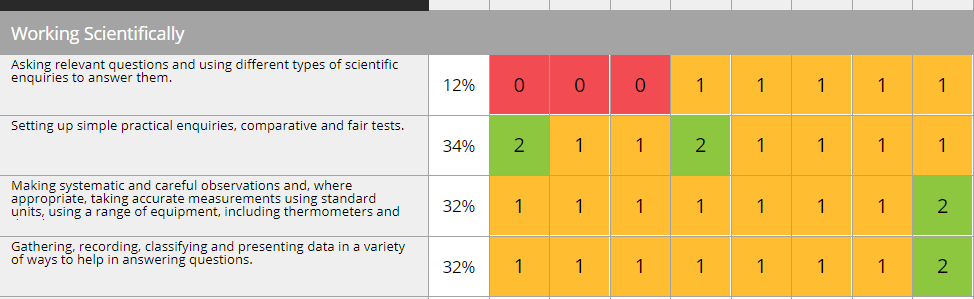 Working Scientifically
Asking relevant questions and using different types of scientific
enquiries to answer them.
12% 0 0 0 1 1 1 1 1
Setting up simple practical enquiries, comparative and fair tests.
34% 2 1 1 2 1 1 1 1
Making systematic and careful observations and, where
appropriate, taking accurate measurements using standard
units, using a range of equipment, including thermometers and
32% 1 1 1 1 1 1 1 2
Gathering, recording, classifying and presenting data in a variety
of ways to help in answering questions.
32% 1 1 1 1 1 1 1 2